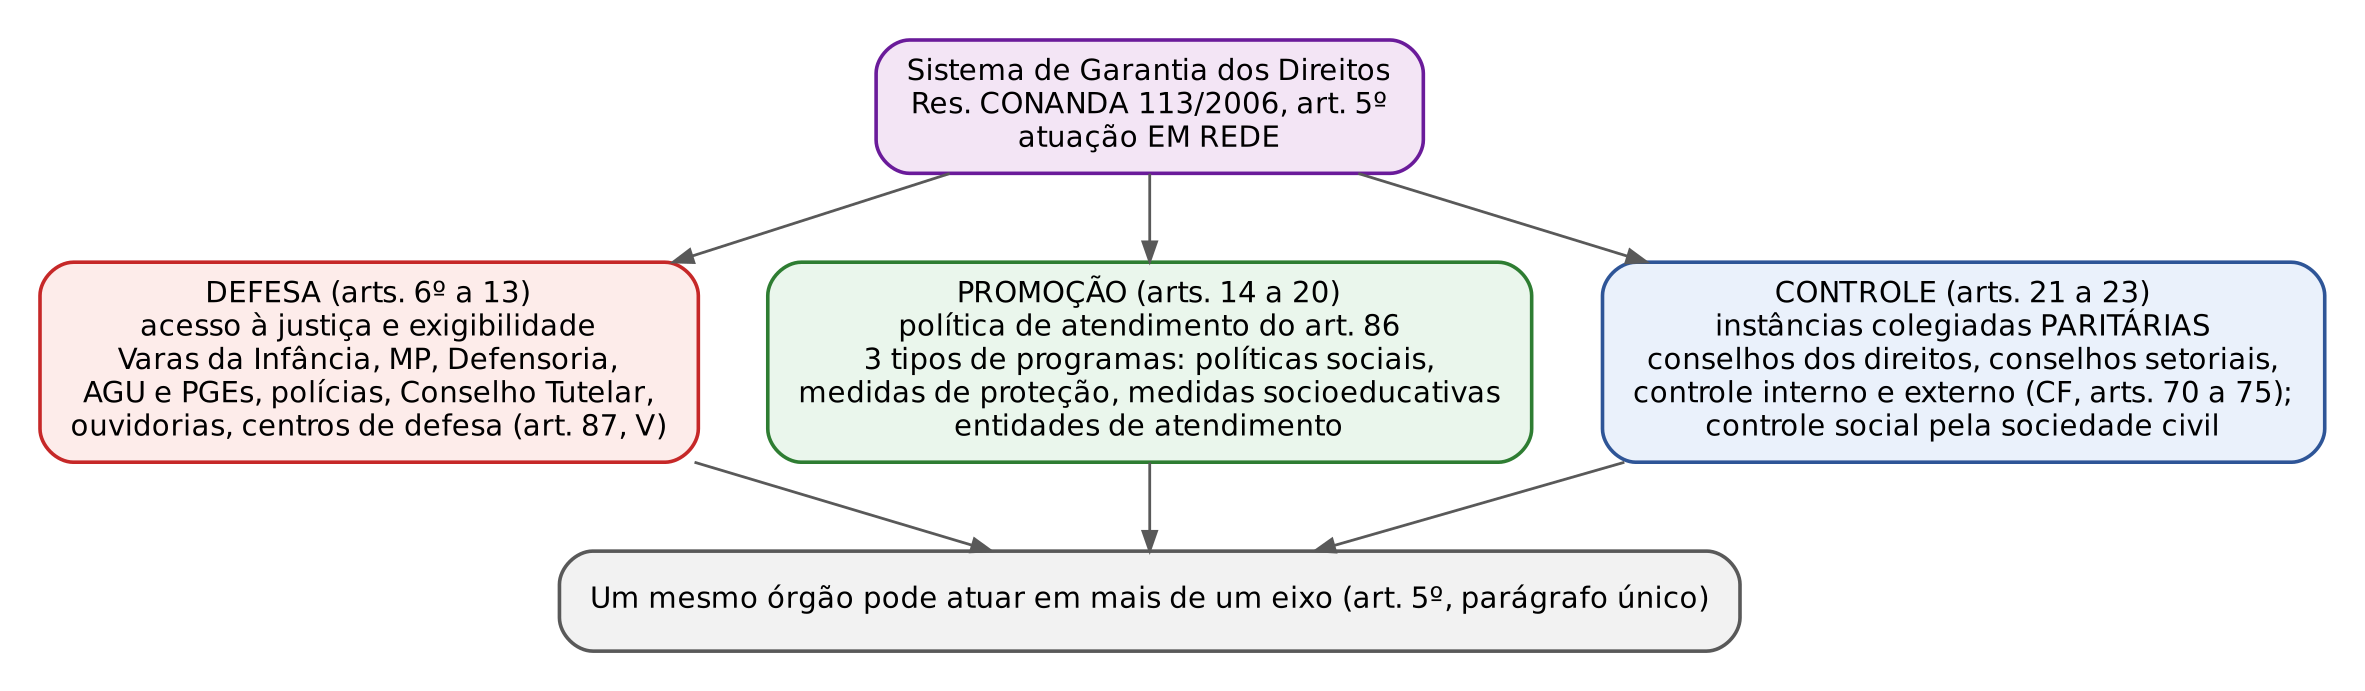 Sistema de Garantia dos Direitos
Res. CONANDA 113/2006, art. 5º
atuação EM REDE
DEFESA (arts. 6º a 13)
acesso à justiça e exigibilidade
Varas da Infância, MP, Defensoria,
AGU e PGEs, polícias, Conselho Tutelar,
ouvidorias, centros de defesa (art. 87, V)
PROMOÇÃO (arts. 14 a 20)
política de atendimento do art. 86
3 tipos de programas: políticas sociais,
medidas de proteção, medidas socioeducativas
entidades de atendimento
CONTROLE (arts. 21 a 23)
instâncias colegiadas PARITÁRIAS
conselhos dos direitos, conselhos setoriais,
controle interno e externo (CF, arts. 70 a 75);
controle social pela sociedade civil
Um mesmo órgão pode atuar em mais de um eixo (art. 5º, parágrafo único)